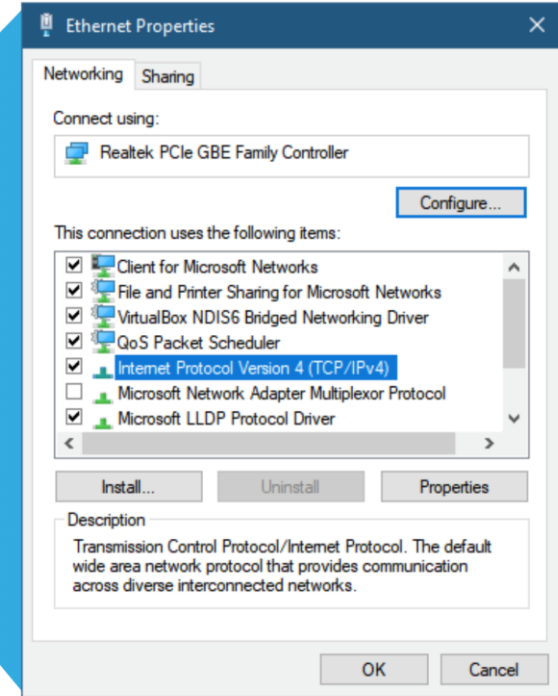 Ethernet Properties
Networking
Sharing
Connect using:
Realtek PCIe GBE Family Controller
Configure...
This connection uses the following items:
Client for Microsoft Networks
File and Printer Sharing for Microsoft Networks
VirtualBox NDIS6 Bridged Networking Driver
QoS Packet Scheduler
Internet Protocol Version 4 (TCP/IPv4)
Microsoft Network Adapter Multiplexor Protocol
Microsoft LLDP Protocol Driver
Install...
Uninstall
Properties
Description
Transmission Control Protocol/Internet Protocol. The default
wide area network protocol that provides communication
across diverse interconnected networks.
OK
Cancel